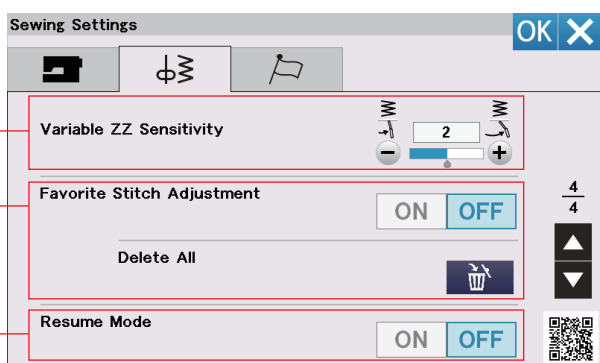 Sewing Settings
OK
Variable ZZ Sensitivity
2
Favorite Stitch Adjustment
ON OFF
4
4
Delete All
Resume Mode
ON OFF